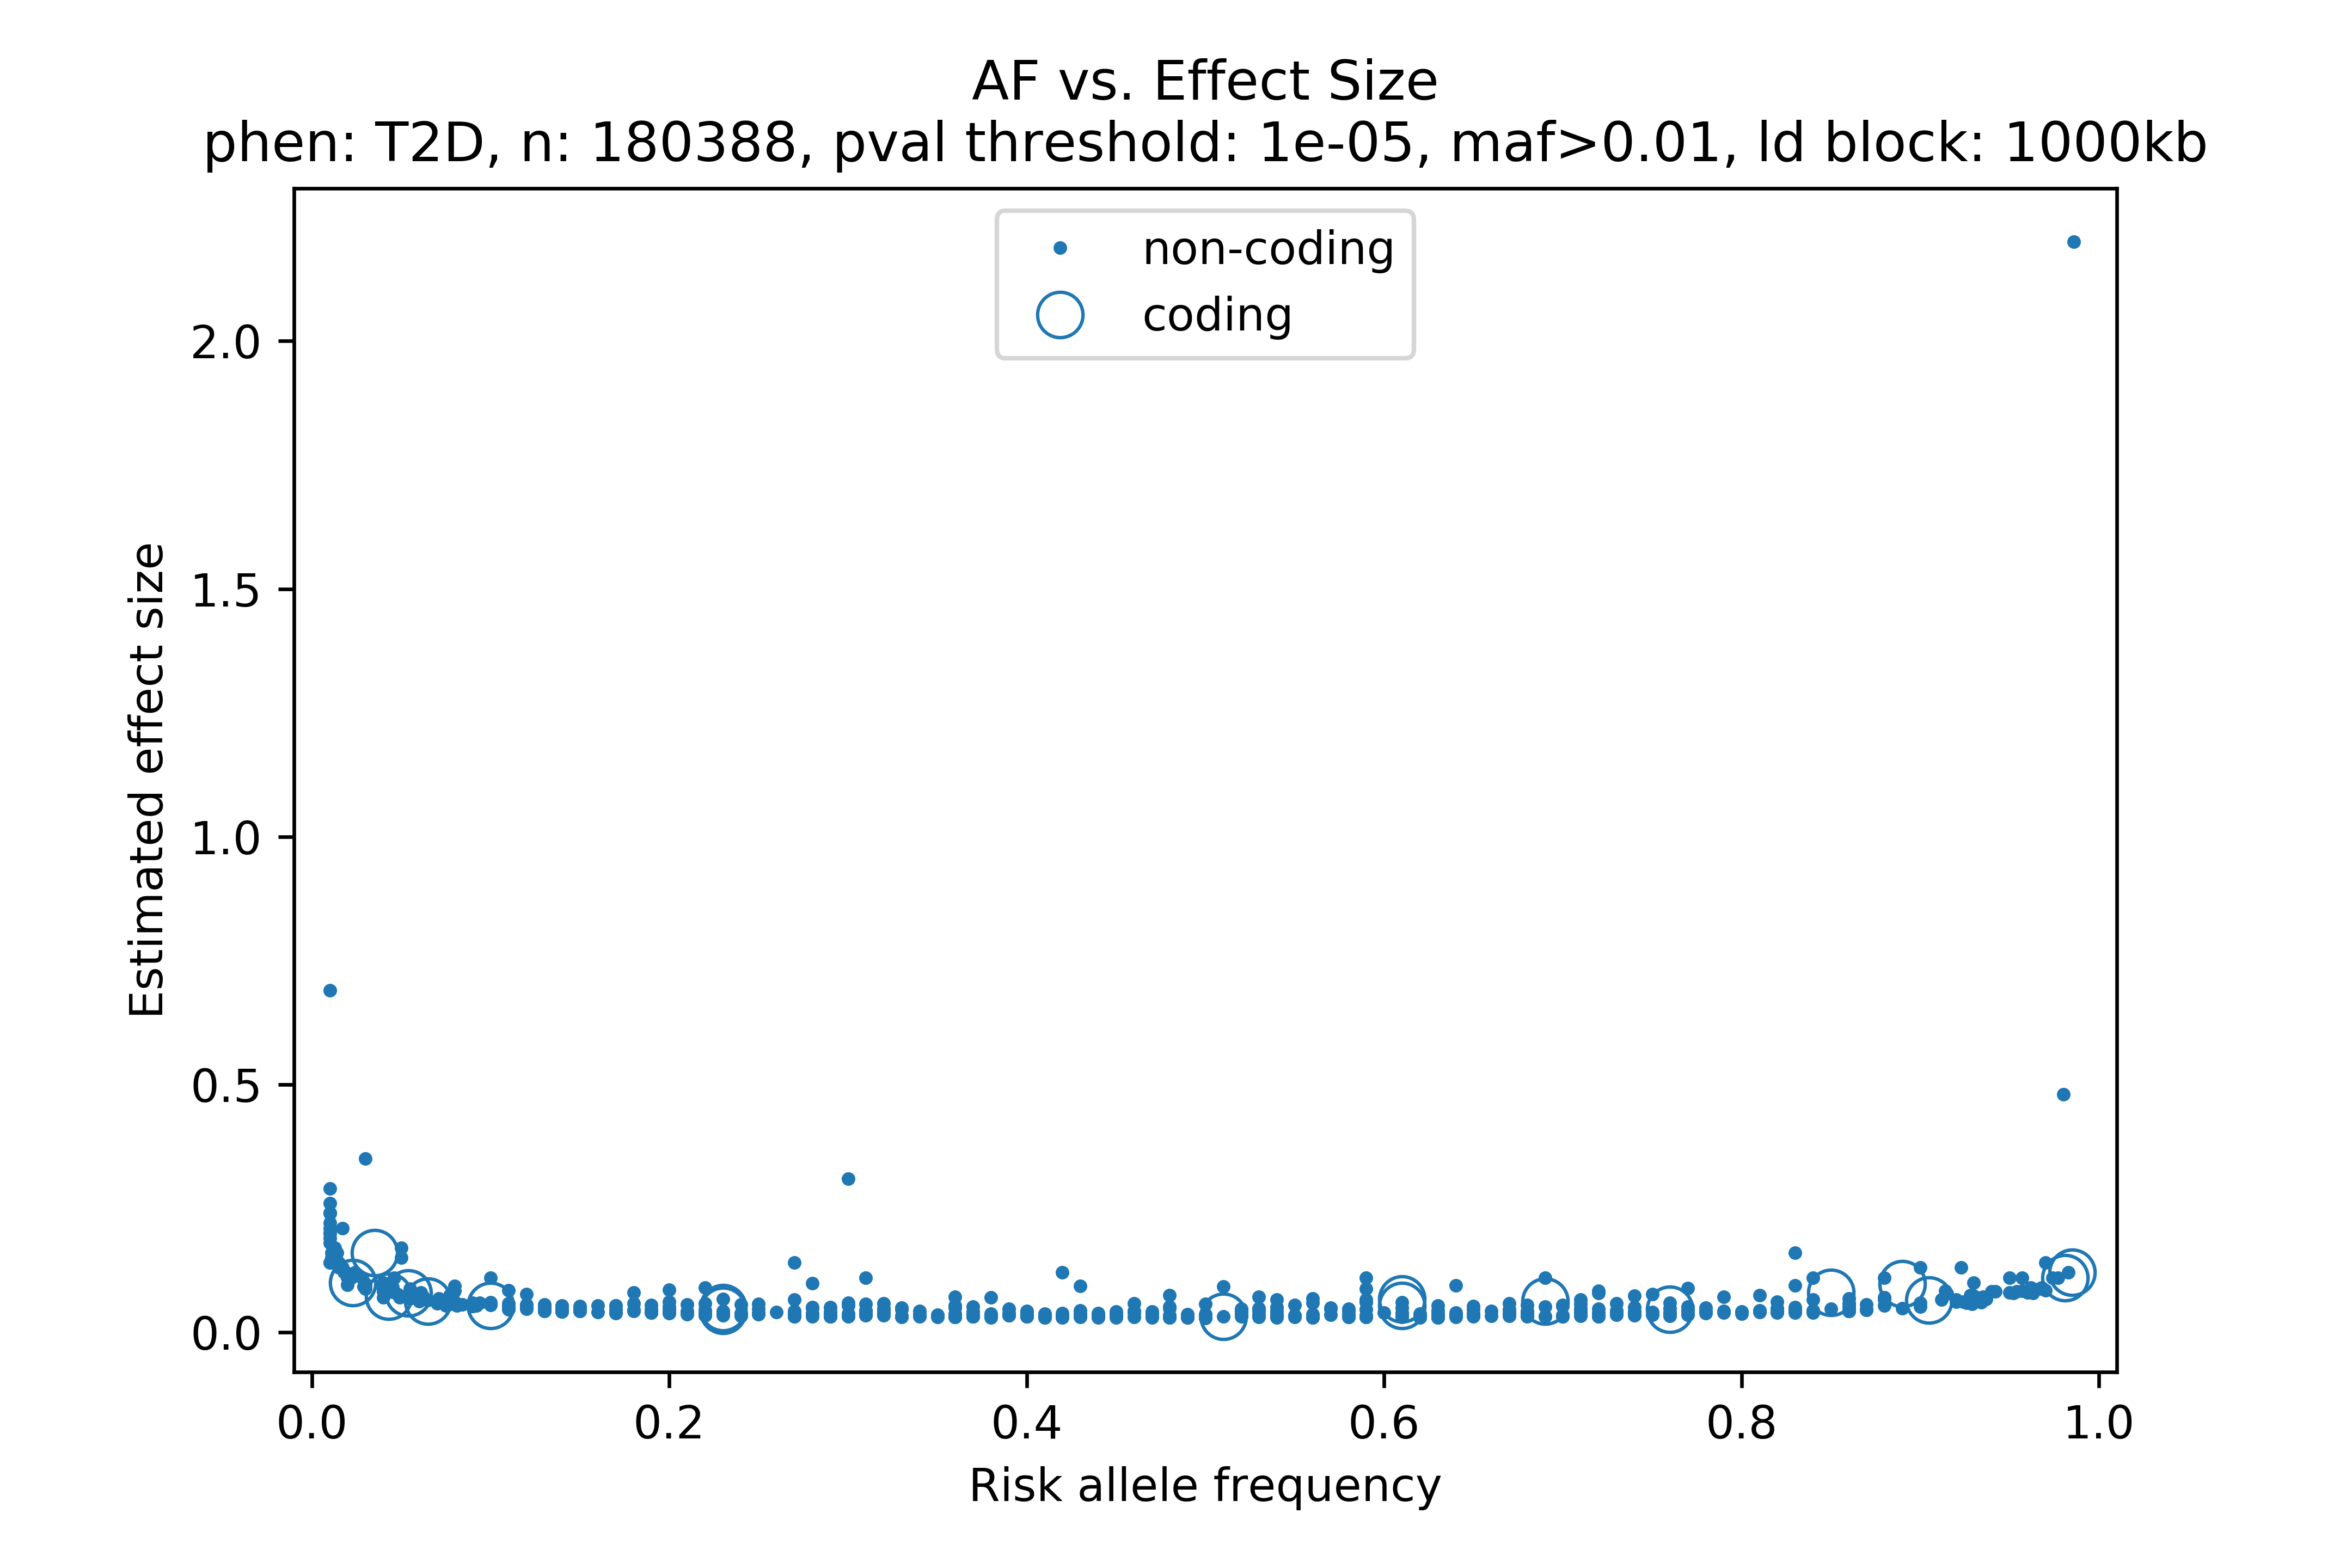 AF vs. Effect Size
phen: T2D, n: 180388, pval threshold: 1e-05, maf>0.01, ld block: 1000kb
non-coding
coding
Estimated effect size
2.0
1.5
1.0
0.5
0.0
0.0 0.2 0.4 0.6 0.8 1.0
Risk allele frequency